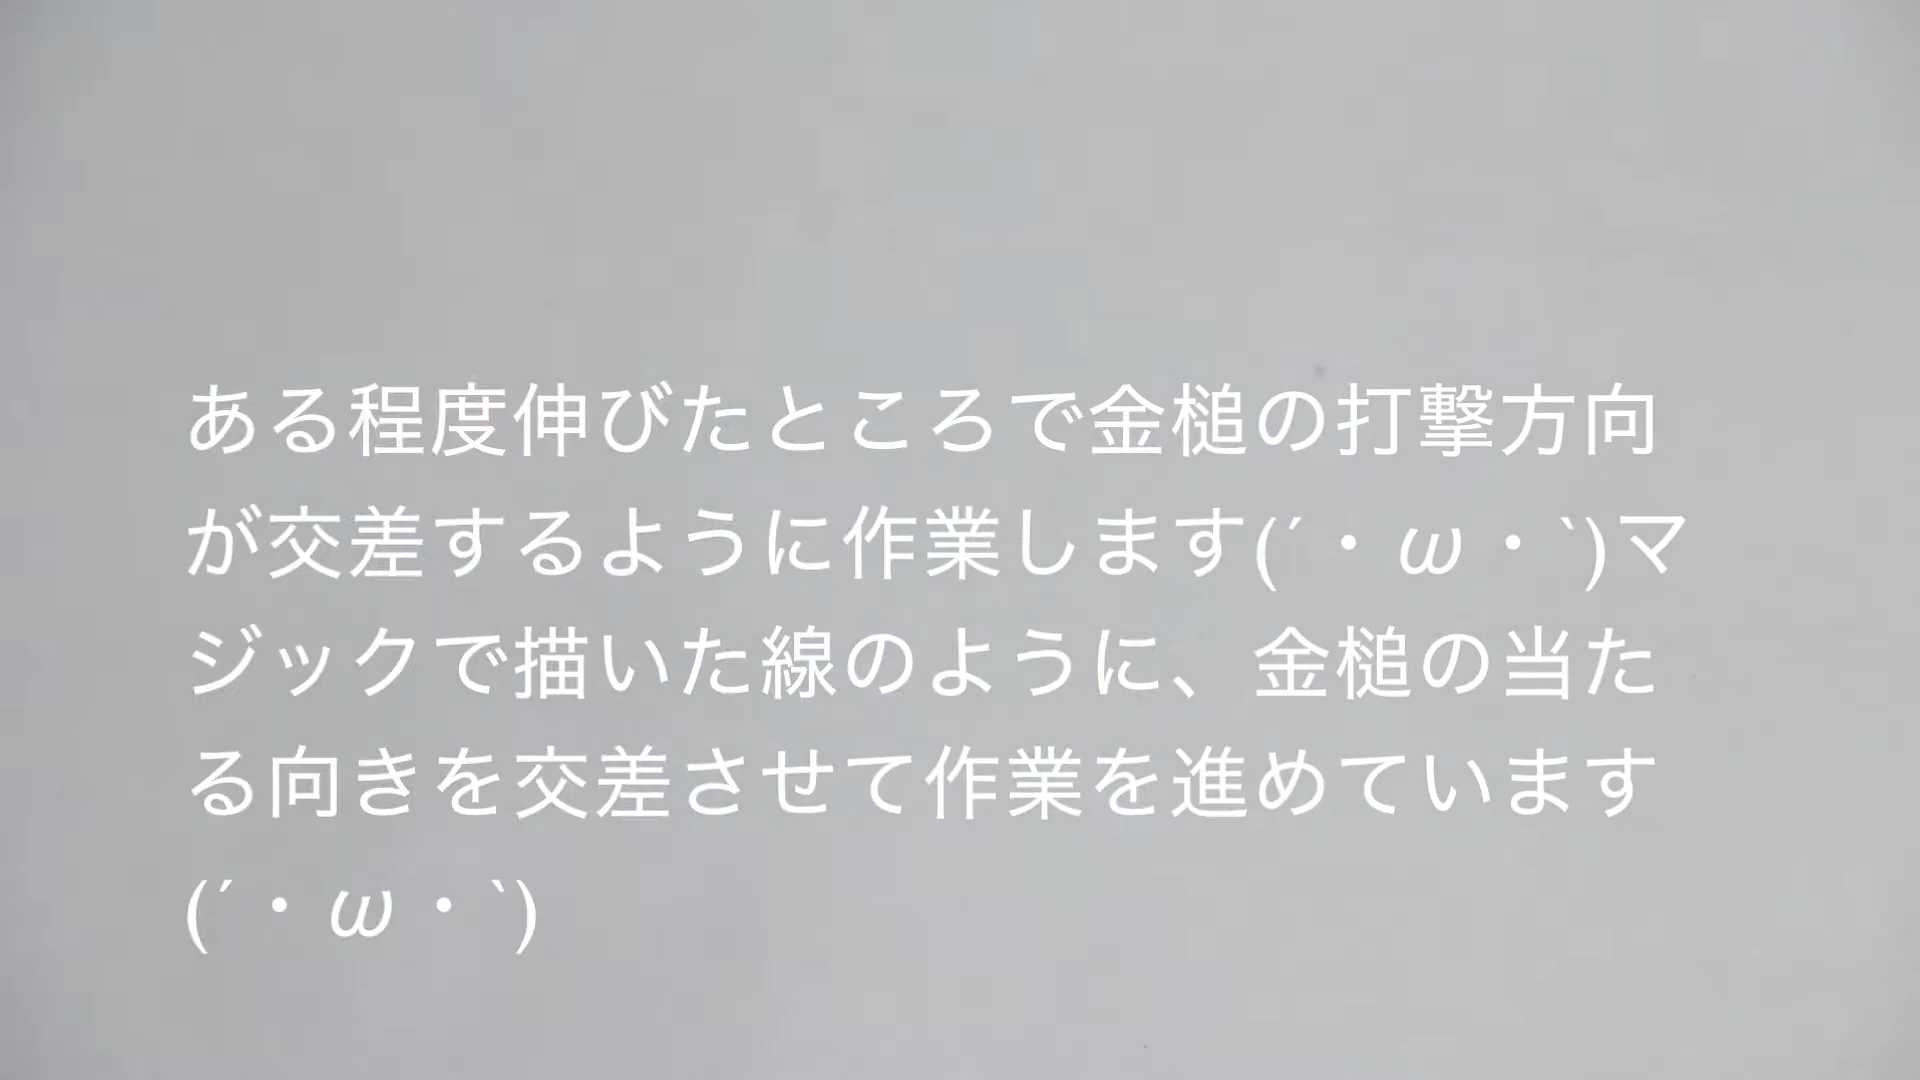 ある程度伸びたところで金槌の打撃方向
が交差するように作業します(´・ω・`)マ
ジックで描いた線のように、金槌の当た
る向きを交差させて作業を進めています
(´・ω・`)